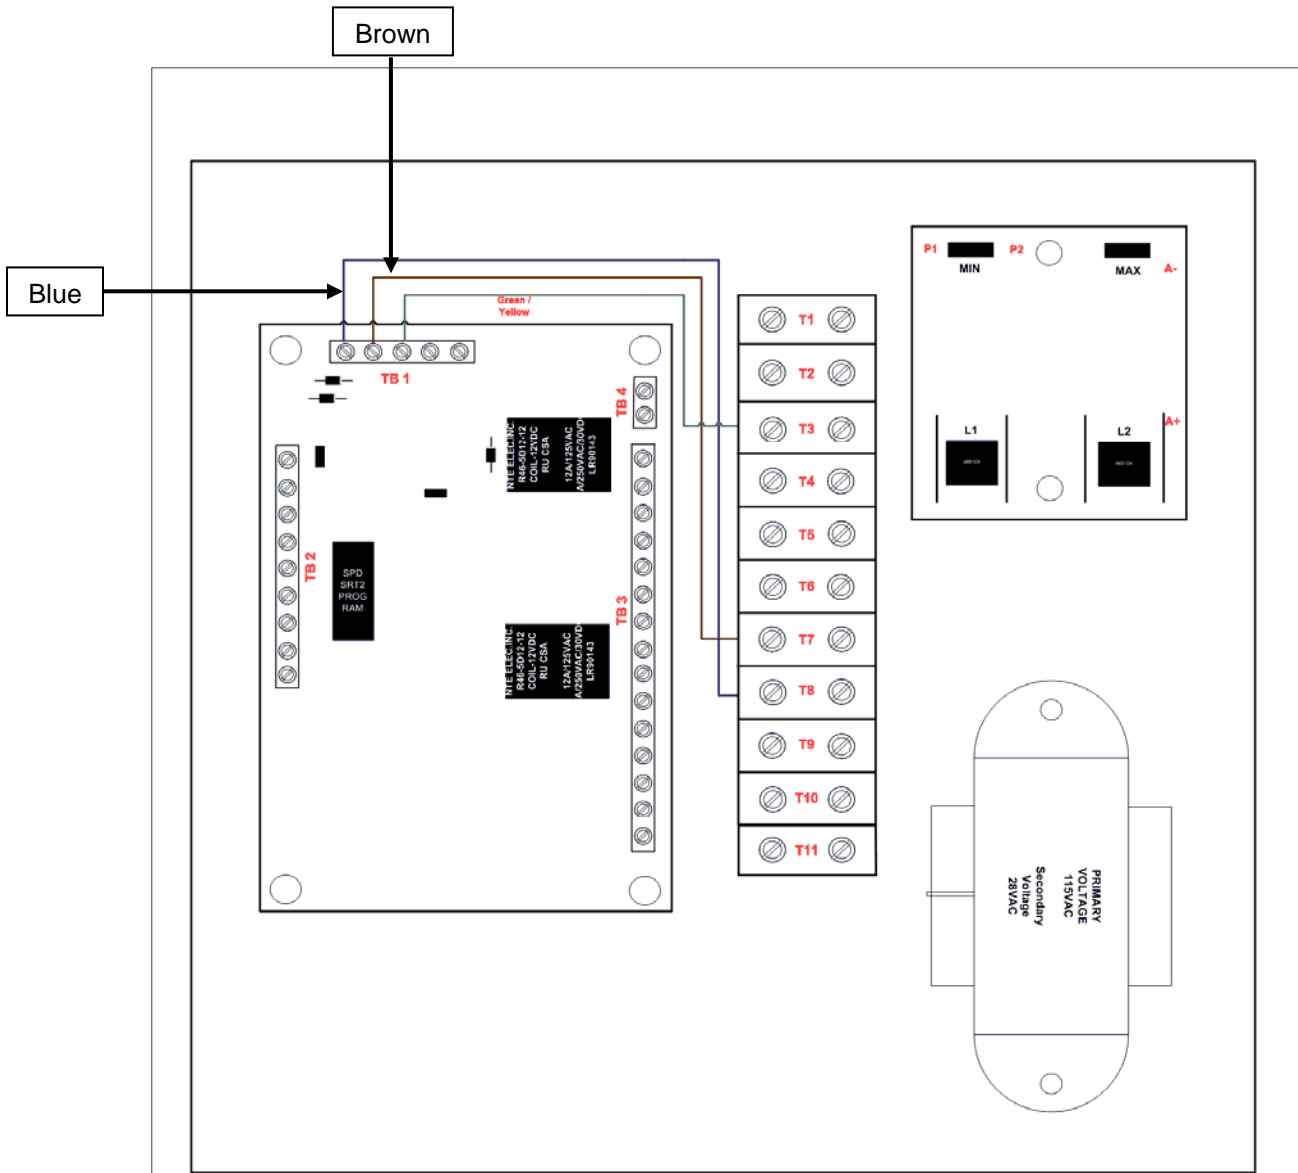 Brown
Blue
Green /
Yellow
TB 1
TB 4
TB 2
TB 3
NTE ELEC.INC.
R46-5D12-12
COIL-12VDC
RU CSA
12A/125VAC
A/250VAC/30VDC
LR90143
SPD
SRT2
PROG
RAM
NTE ELEC.INC.
R46-5D12-12
COIL-12VDC
RU CSA
12A/125VAC
A/250VAC/30VDC
LR90143
T1
T2
T3
T4
T5
T6
T7
T8
T9
T10
T11
P1
MIN
P2
MAX
A-
L1
L2
A+
PRIMARY
VOLTAGE
115VAC
Secondary
Voltage
28VAC